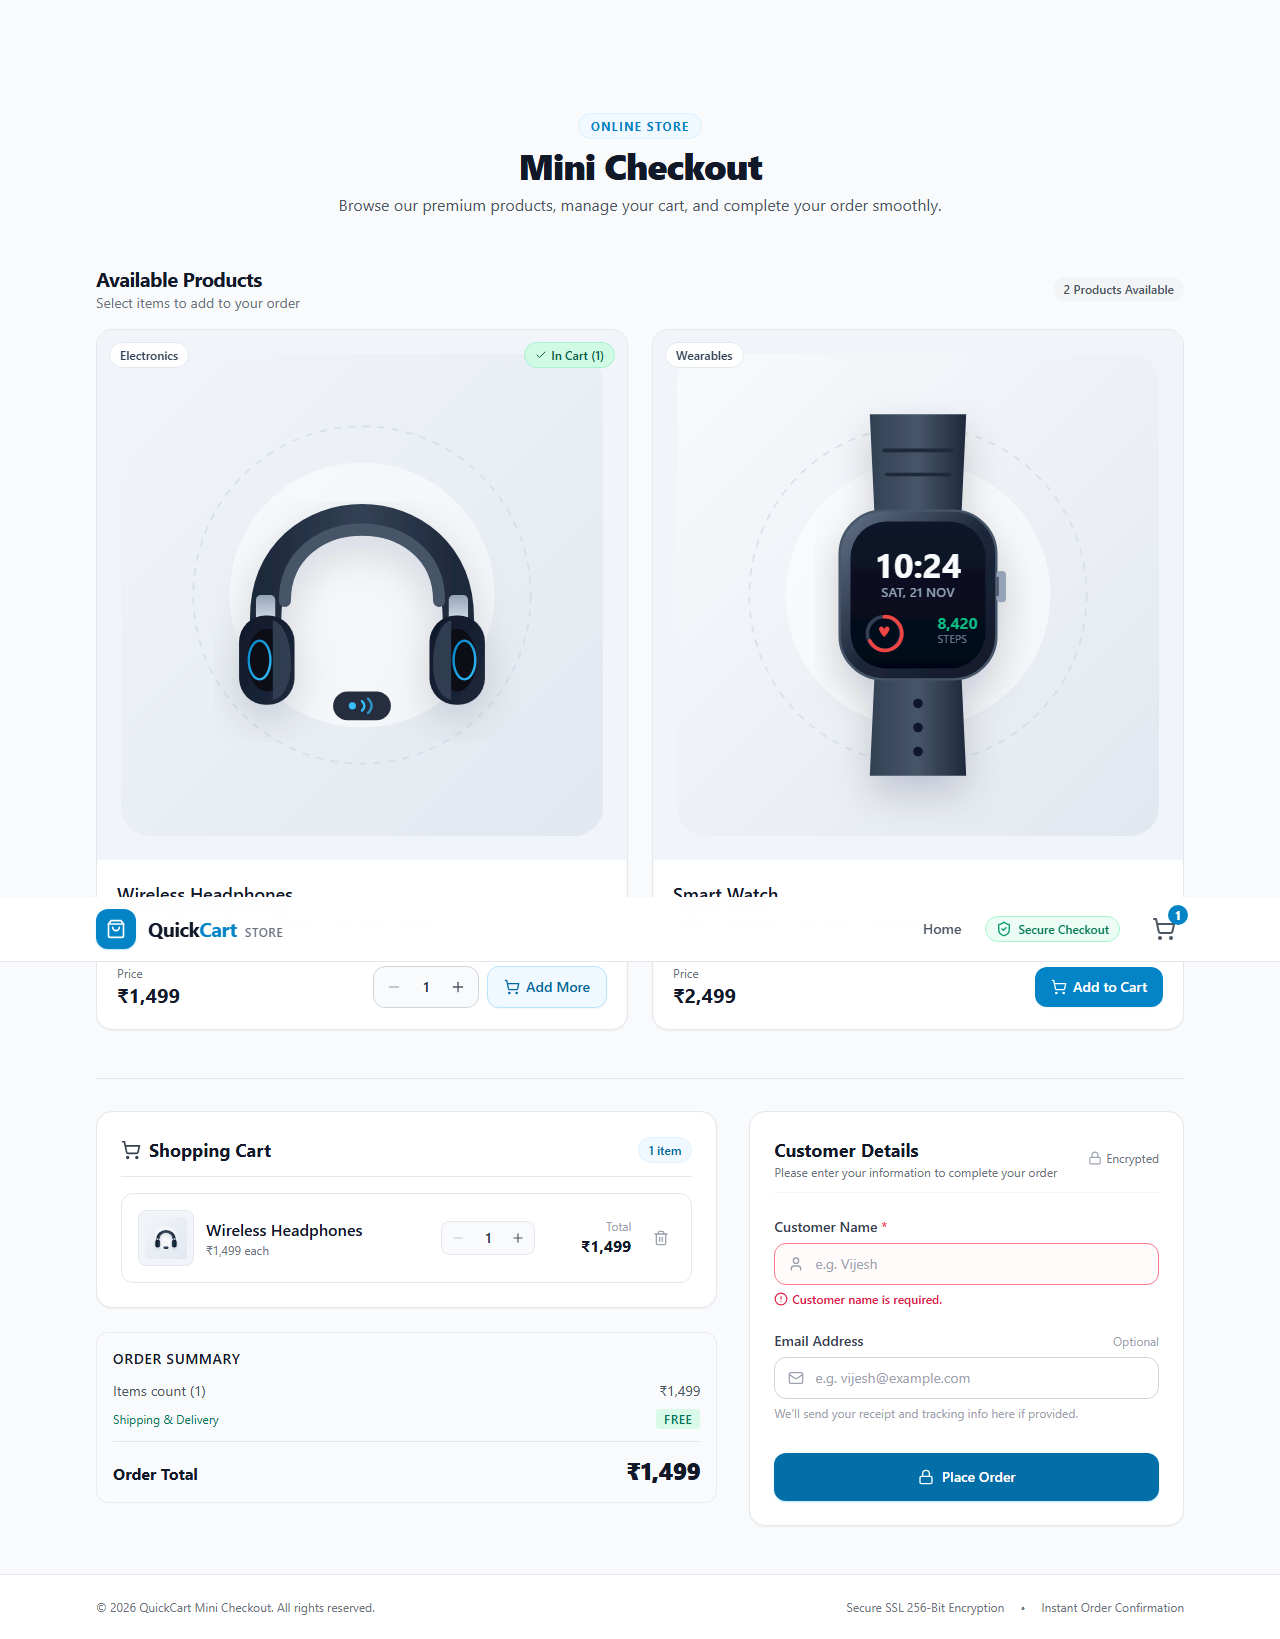 ONLINE STORE
Mini Checkout
Browse our premium products, manage your cart, and complete your order smoothly.
Available Products
Select items to add to your order
2 Products Available
Electronics
In Cart (1)
Wearables
10:24
SAT, 21 NOV
8,420
STEPS
Wireless Headphones
Smart Watch
QuickCart STORE
Home
Secure Checkout
1
Price
₹1,499
1
Add More
Price
₹2,499
Add to Cart
Shopping Cart
1 item
Wireless Headphones
₹1,499 each
1
Total
₹1,499
ORDER SUMMARY
Items count (1)
₹1,499
Shipping & Delivery
FREE
Order Total
₹1,499
Customer Details
Please enter your information to complete your order
Encrypted
Customer Name *
e.g. Vijesh
Customer name is required.
Email Address
Optional
e.g. vijesh@example.com
We'll send your receipt and tracking info here if provided.
Place Order
© 2026 QuickCart Mini Checkout. All rights reserved.
Secure SSL 256-Bit Encryption • Instant Order Confirmation